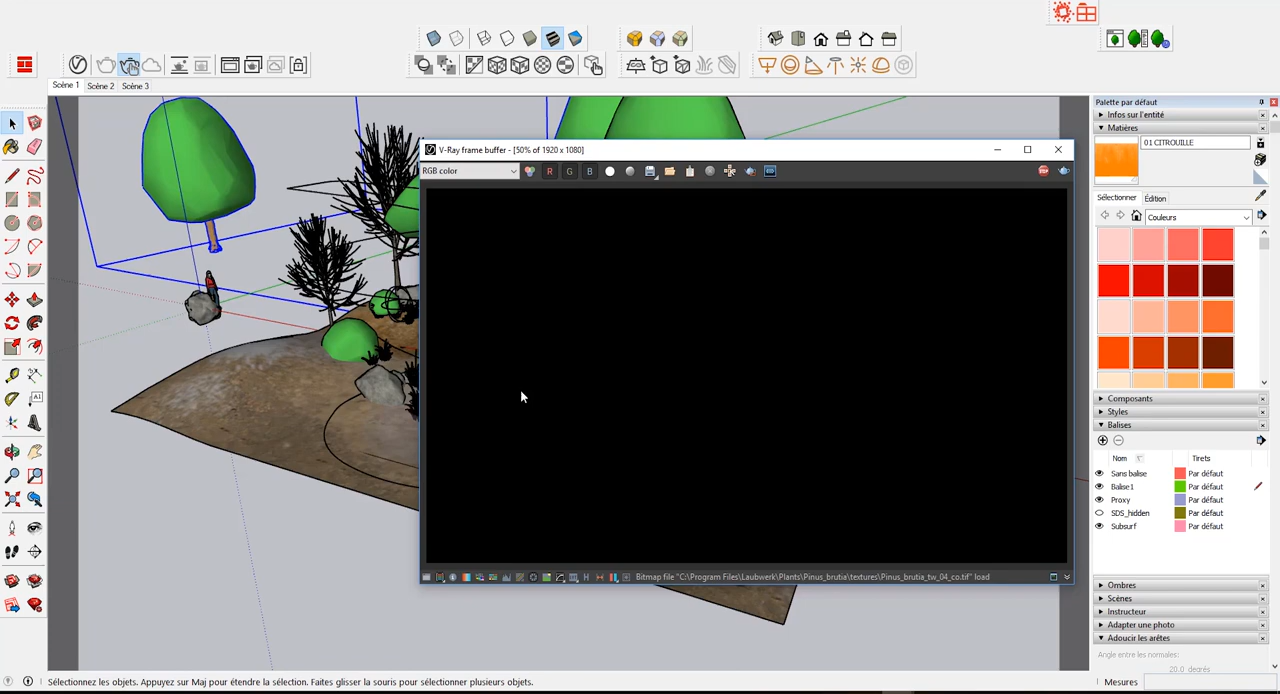 Scène 1 Scène 2 Scène 3
V-Ray frame buffer - [50% of 1920 x 1080]
RGB color
R G B
Bitmap file "C:\Program Files\Laubwerk\Plants\Pinus_brutia\textures\Pinus_brutia_tw_04_co.tif" load
Palette par défaut
Infos sur l'entité
Matières
01 CITROUILLE
Sélectionner Édition
Couleurs
Composants
Styles
Balises
Nom Tirets
Sans balise Par défaut
Balise1 Par défaut
Proxy Par défaut
SDS_hidden Par défaut
Subsurf Par défaut
Ombres
Scènes
Instructeur
Adapter une photo
Adoucir les arêtes
Angle entre les normales:
20.0 degrés
Sélectionnez les objets. Appuyez sur Maj pour étendre la sélection. Faites glisser la souris pour sélectionner plusieurs objets.
Mesures